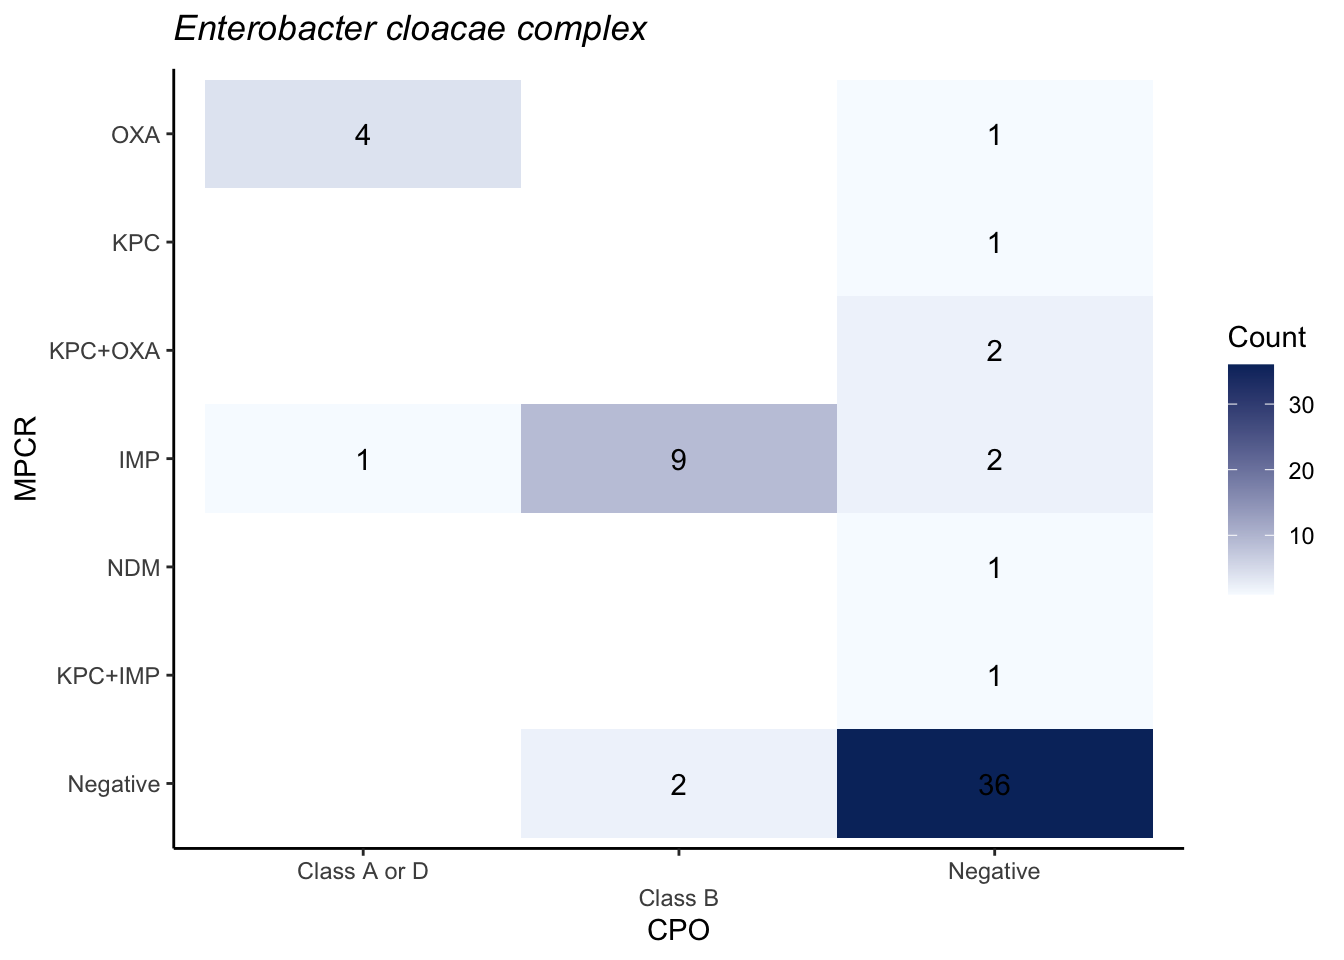 Enterobacter cloacae complex
MPCR
OXA
4
1
KPC
1
KPC+OXA
2
IMP
1
9
2
NDM
1
KPC+IMP
1
Negative
2
36
Class A or D
Class B
Negative
CPO
Count
30
20
10